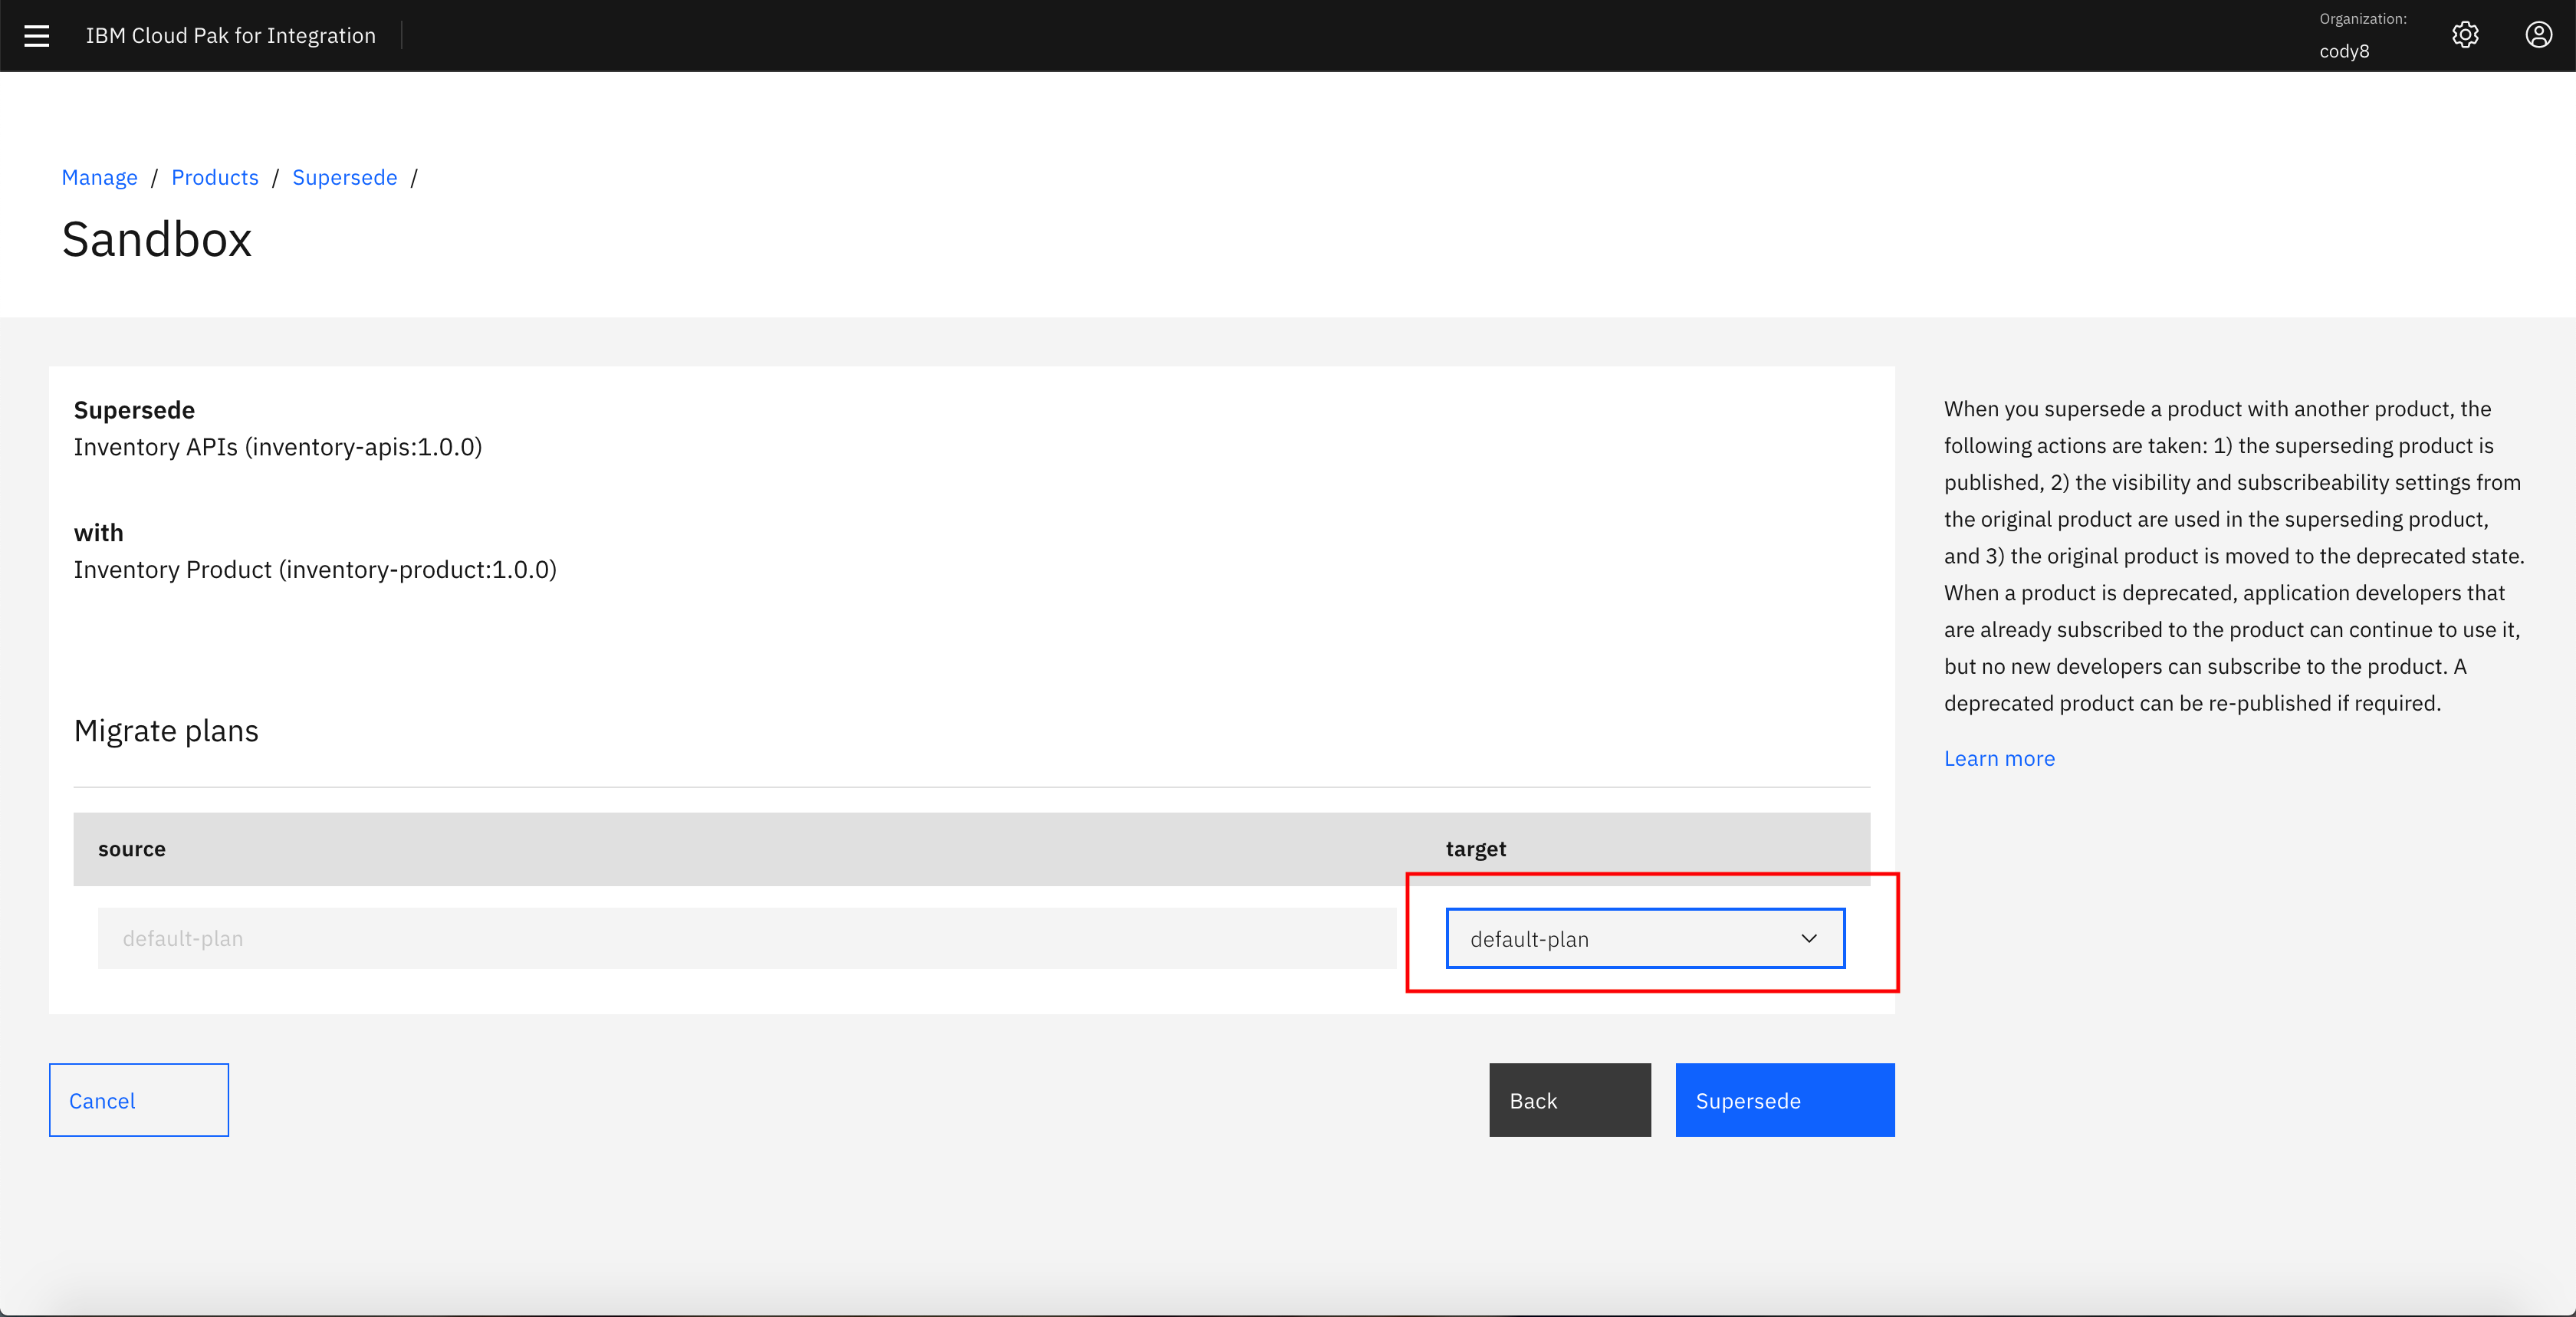 IBM Cloud Pak for Integration
Organization:
cody8
Manage / Products / Supersede /
Sandbox
Supersede
Inventory APIs (inventory-apis:1.0.0)
with
Inventory Product (inventory-product:1.0.0)
Migrate plans
source target
default-plan default-plan
Cancel Back Supersede
When you supersede a product with another product, the
following actions are taken: 1) the superseding product is
published, 2) the visibility and subscribeability settings from
the original product are used in the superseding product,
and 3) the original product is moved to the deprecated state.
When a product is deprecated, application developers that
are already subscribed to the product can continue to use it,
but no new developers can subscribe to the product. A
deprecated product can be re-published if required.
Learn more